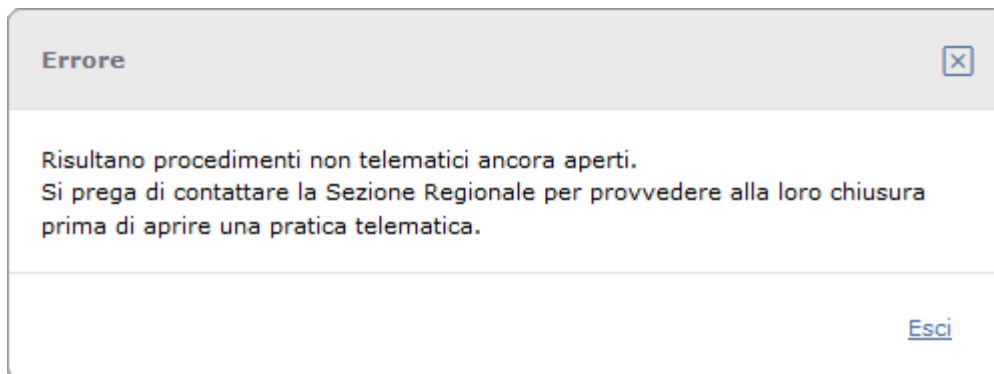 Errore
Risultano procedimenti non telematici ancora aperti.
Si prega di contattare la Sezione Regionale per provvedere alla loro chiusura
prima di aprire una pratica telematica.
Esci